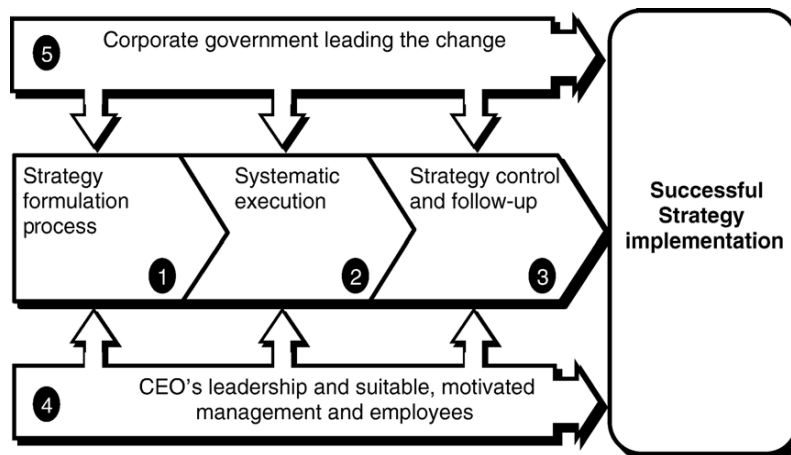 Corporate government leading the change
5
Strategy
formulation
process
1
Systematic
execution
2
Strategy control
and follow-up
3
Successful
Strategy
implementation
CEO's leadership and suitable, motivated
management and employees
4